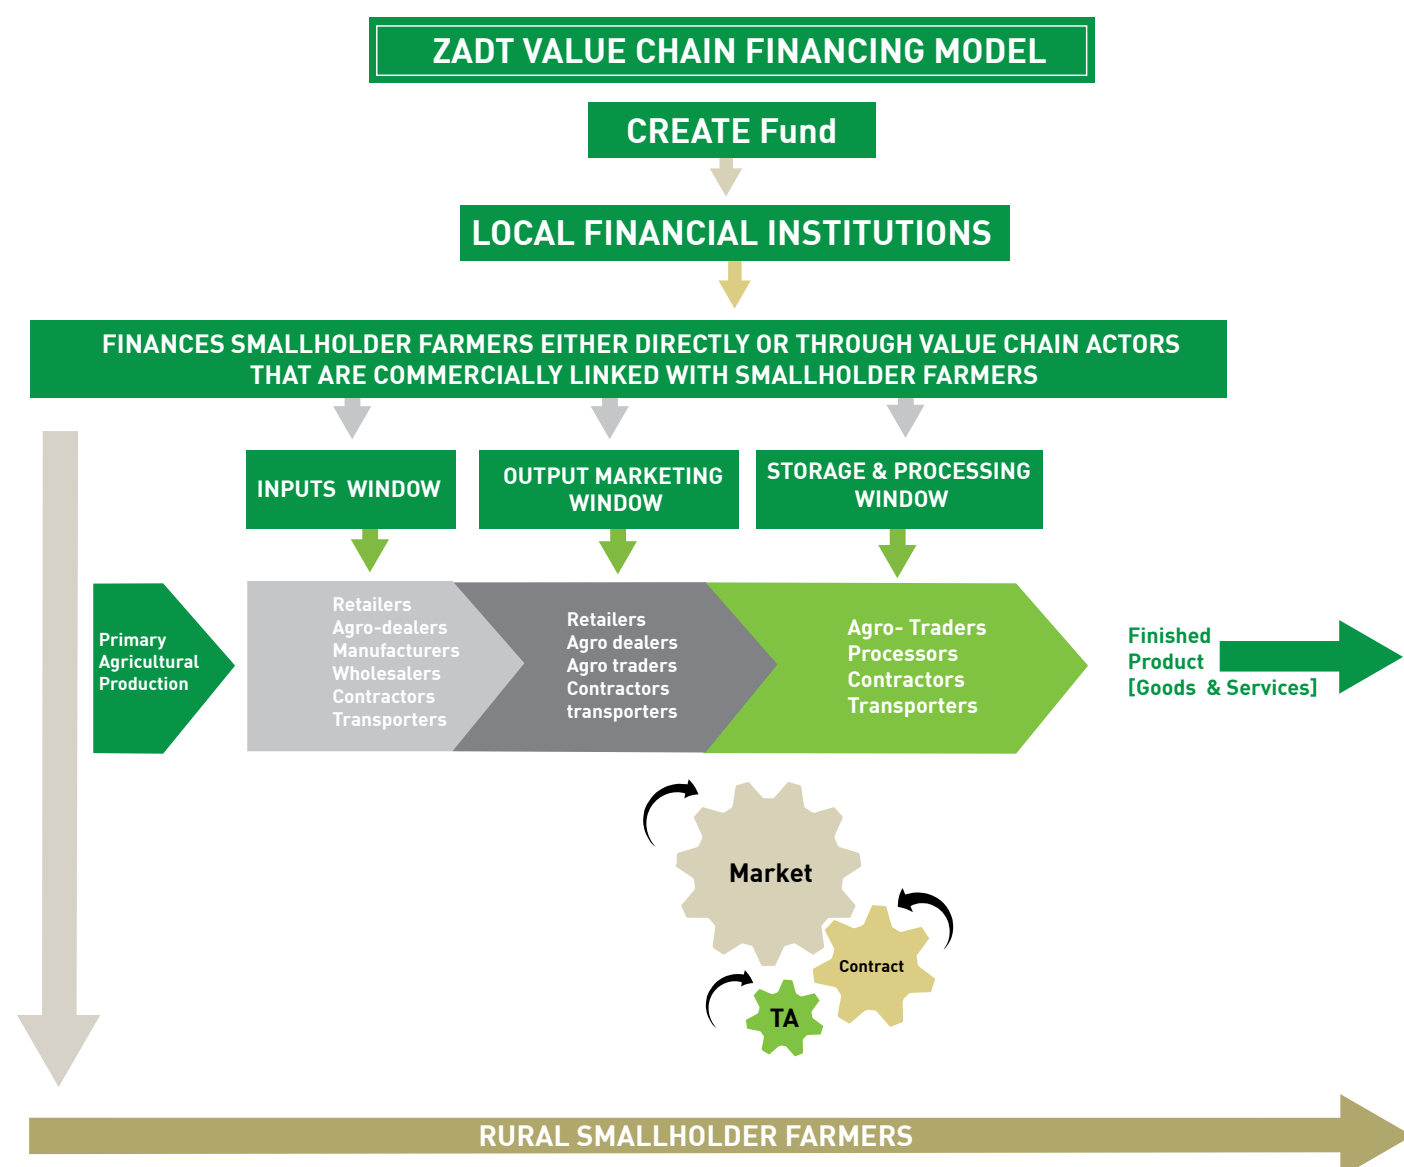 ZADT VALUE CHAIN FINANCING MODEL
CREATE Fund
LOCAL FINANCIAL INSTITUTIONS
FINANCES SMALLHOLDER FARMERS EITHER DIRECTLY OR THROUGH VALUE CHAIN ACTORS
THAT ARE COMMERCIALLY LINKED WITH SMALLHOLDER FARMERS
INPUTS WINDOW
OUTPUT MARKETING
WINDOW
STORAGE & PROCESSING
WINDOW
Primary
Agricultural
Production
Retailers
Agro-dealers
Manufacturers
Wholesalers
Contractors
Transporters
Retailers
Agro dealers
Agro traders
Contractors
transporters
Agro- Traders
Processors
Contractors
Transporters
Finished
Product
[Goods & Services]
Market
Contract
TA
RURAL SMALLHOLDER FARMERS